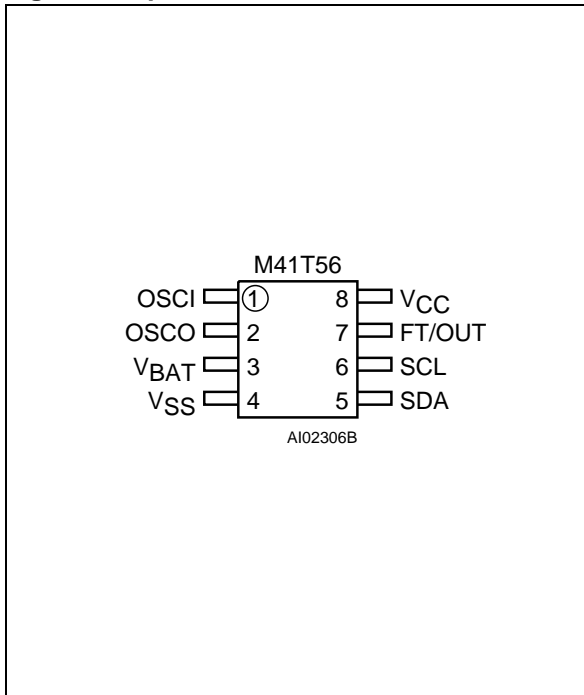 M41T56
OSCI 1 8 VCC
OSCO 2 7 FT/OUT
VBAT 3 6 SCL
VSS 4 5 SDA
AI02306B